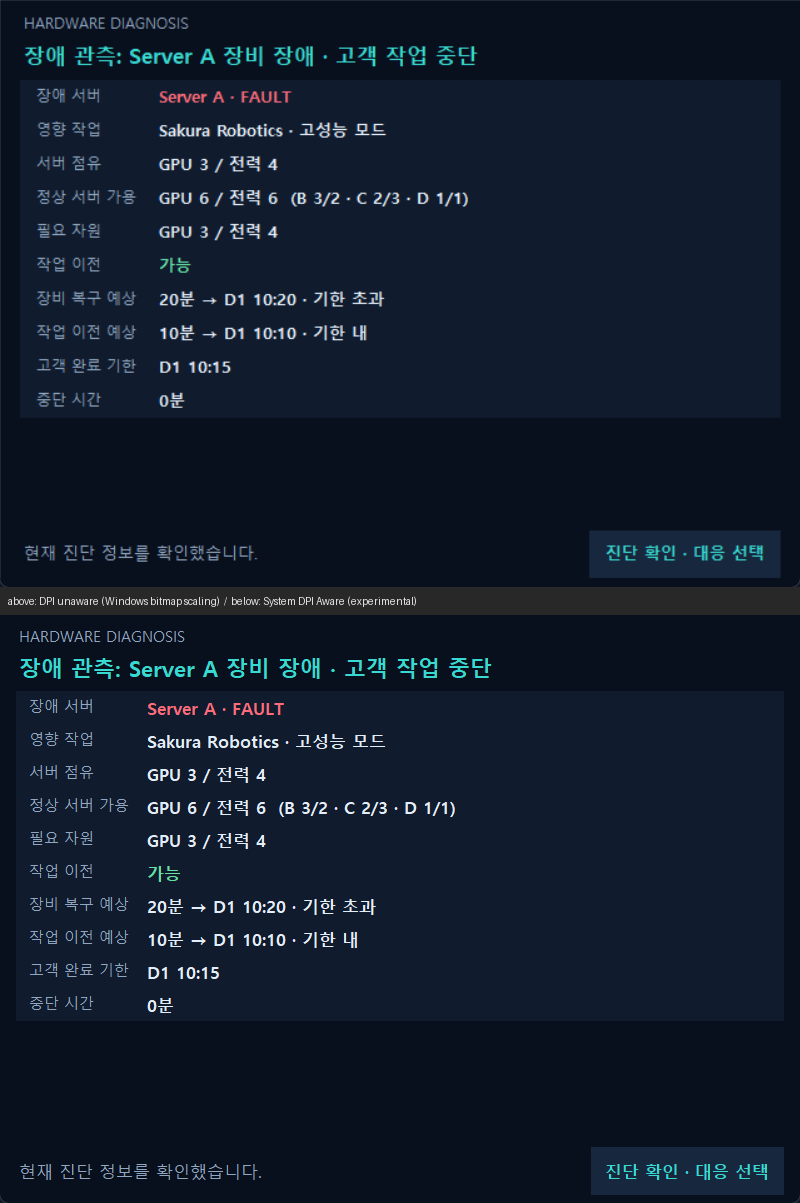 HARDWARE DIAGNOSIS
장애 관측: Server A 장비 장애 · 고객 작업 중단
장애 서버 Server A · FAULT
영향 작업 Sakura Robotics · 고성능 모드
서버 점유 GPU 3 / 전력 4
정상 서버 가용 GPU 6 / 전력 6 (B 3/2 · C 2/3 · D 1/1)
필요 자원 GPU 3 / 전력 4
작업 이전 가능
장비 복구 예상 20분 → D1 10:20 · 기한 초과
작업 이전 예상 10분 → D1 10:10 · 기한 내
고객 완료 기한 D1 10:15
중단 시간 0분
현재 진단 정보를 확인했습니다.
진단 확인 · 대응 선택
above: DPI unaware (Windows bitmap scaling) / below: System DPI Aware (experimental)
HARDWARE DIAGNOSIS
장애 관측: Server A 장비 장애 · 고객 작업 중단
장애 서버 Server A · FAULT
영향 작업 Sakura Robotics · 고성능 모드
서버 점유 GPU 3 / 전력 4
정상 서버 가용 GPU 6 / 전력 6 (B 3/2 · C 2/3 · D 1/1)
필요 자원 GPU 3 / 전력 4
작업 이전 가능
장비 복구 예상 20분 → D1 10:20 · 기한 초과
작업 이전 예상 10분 → D1 10:10 · 기한 내
고객 완료 기한 D1 10:15
중단 시간 0분
현재 진단 정보를 확인했습니다.
진단 확인 · 대응 선택